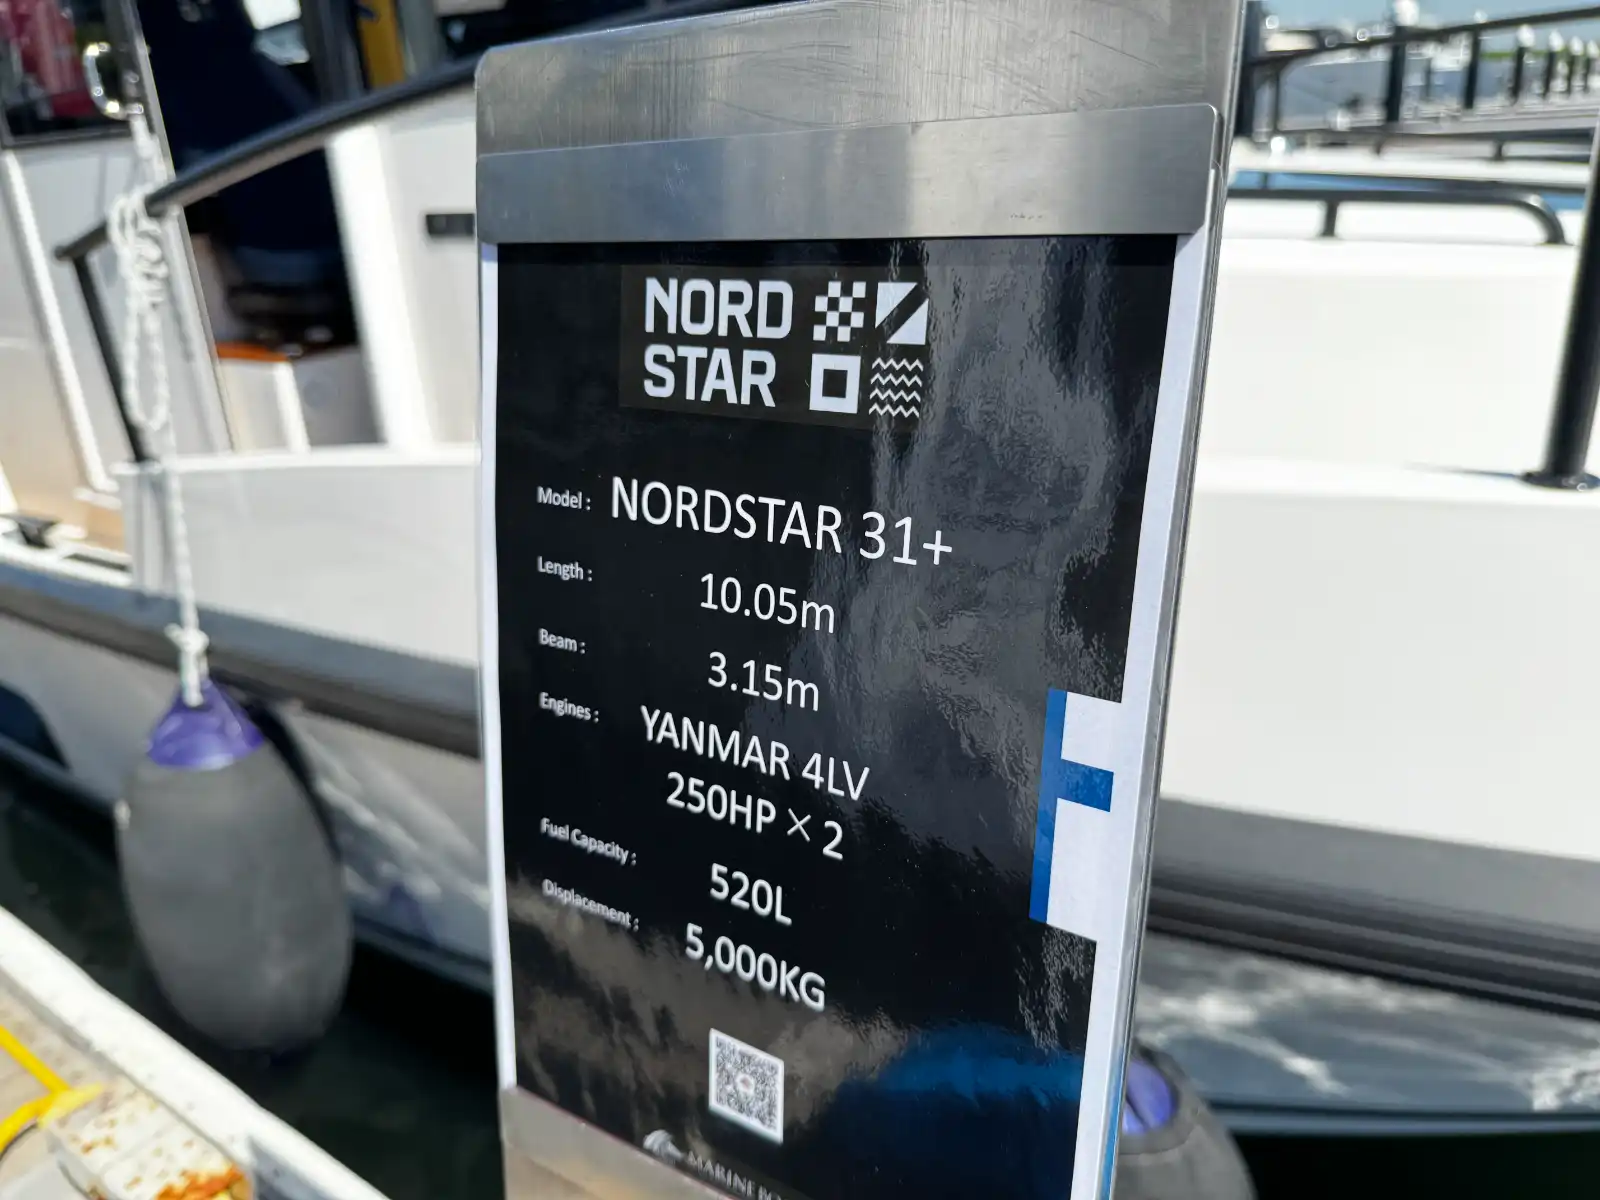 NORD
STAR
Model : NORDSTAR 31+
Length : 10.05m
Beam : 3.15m
Engines : YANMAR 4LV
250HP × 2
Fuel Capacity : 520L
Displacement : 5,000KG
MARINE